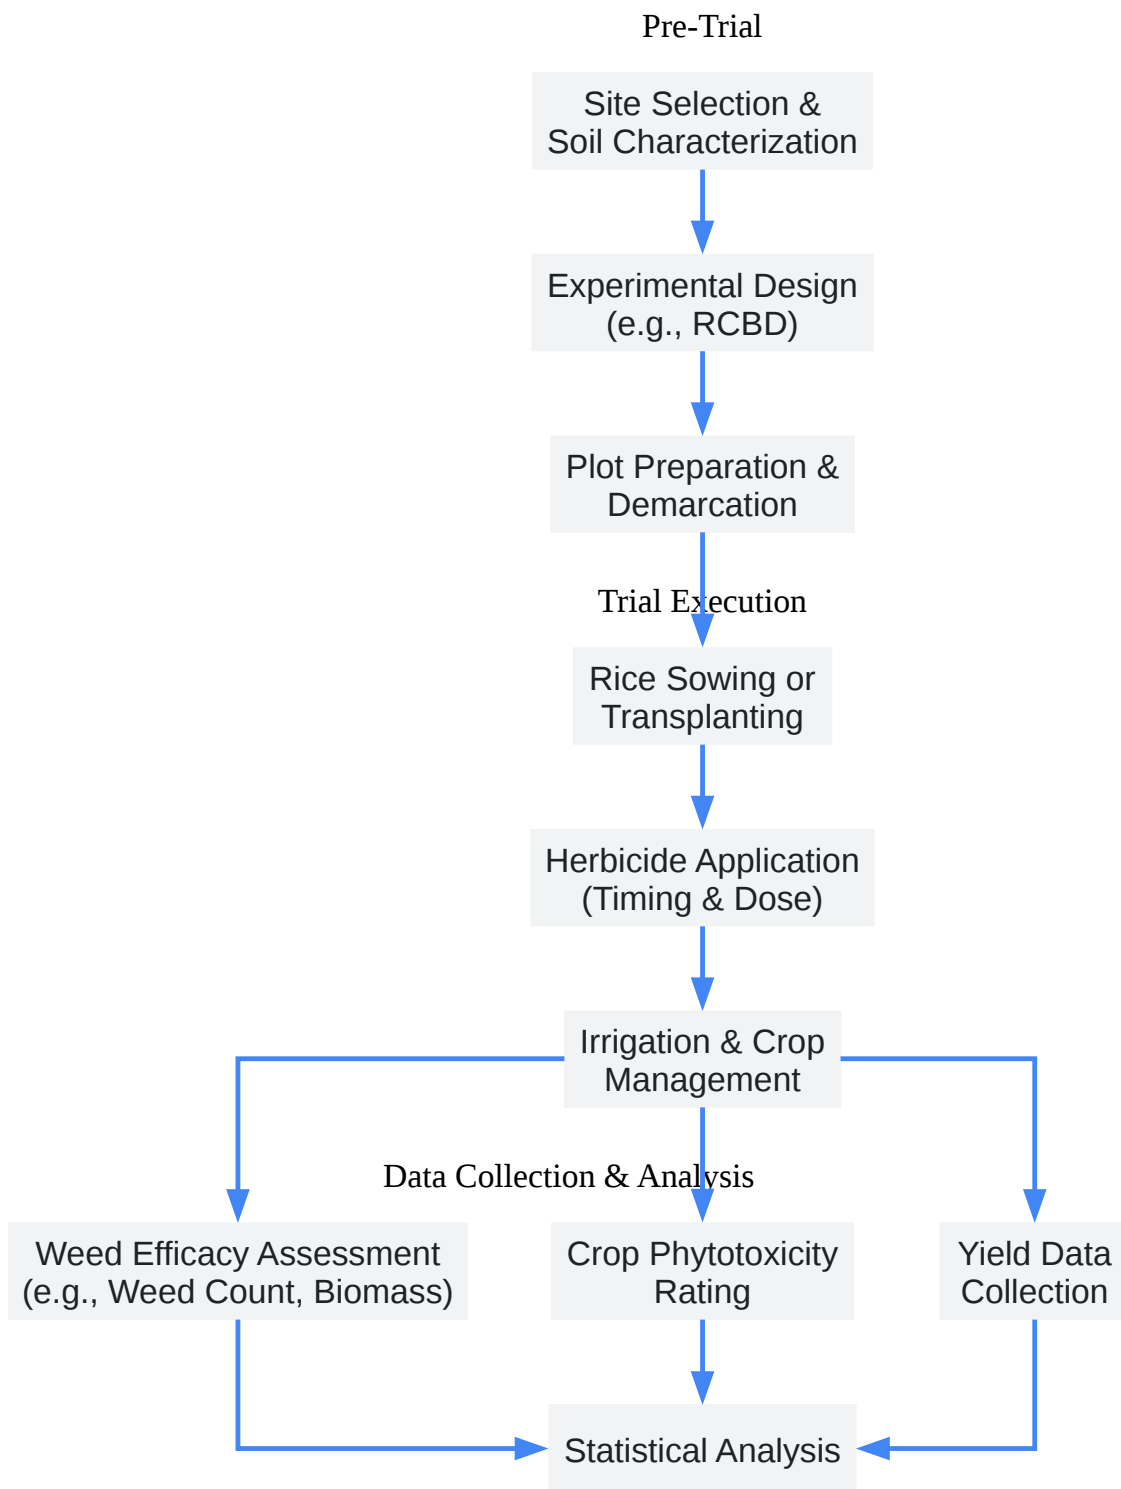 Pre-Trial
Site Selection &
Soil Characterization
Experimental Design
(e.g., RCBD)
Plot Preparation &
Demarcation
Trial Execution
Rice Sowing or
Transplanting
Herbicide Application
(Timing & Dose)
Irrigation & Crop
Management
Data Collection & Analysis
Weed Efficacy Assessment
(e.g., Weed Count, Biomass)
Crop Phytotoxicity
Rating
Yield Data
Collection
Statistical Analysis